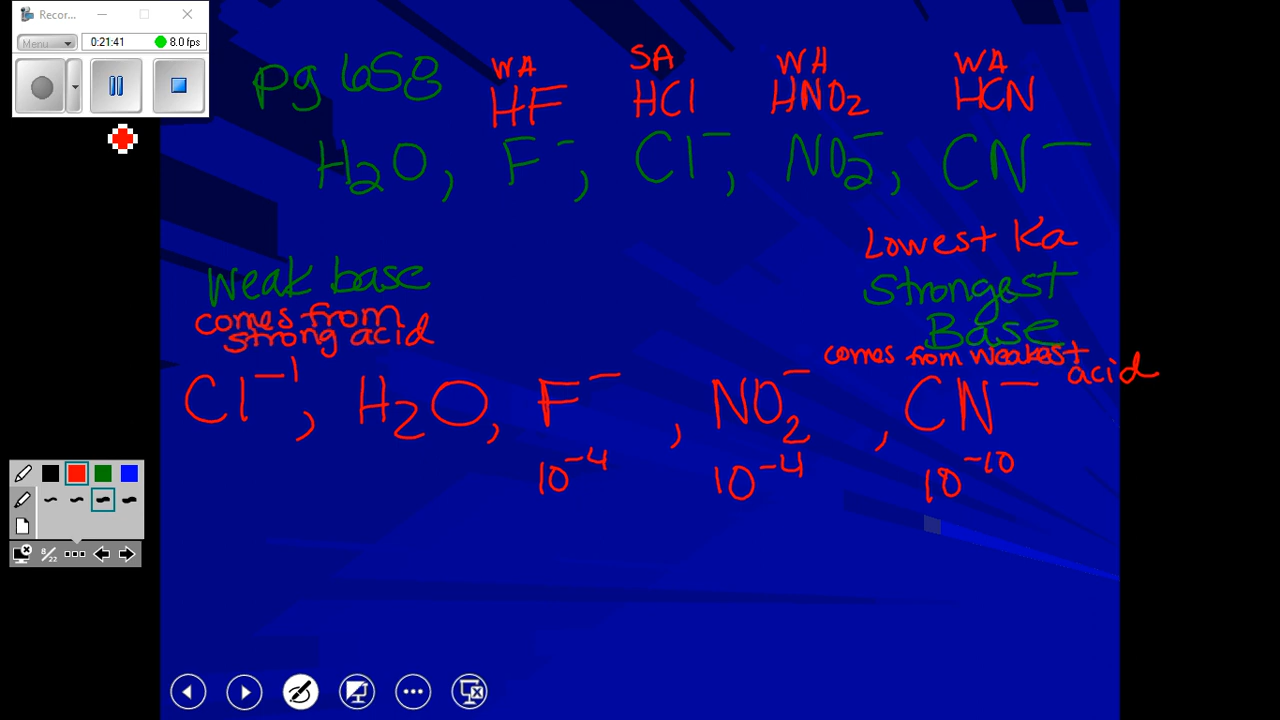 Recor...
Menu
0:21:41 8.0 fps
pg 658
WA SA WA WA
HF HCl HNO₂ HCN
H₂O, F⁻, Cl⁻, NO₂⁻, CN⁻
Lowest Ka
weak base Strongest
Base
comes from
strong acid
comes from weakest
acid
Cl⁻¹, H₂O, F⁻, NO₂⁻, CN⁻
10⁻⁴ 10⁻⁴ 10⁻¹⁰
8/22